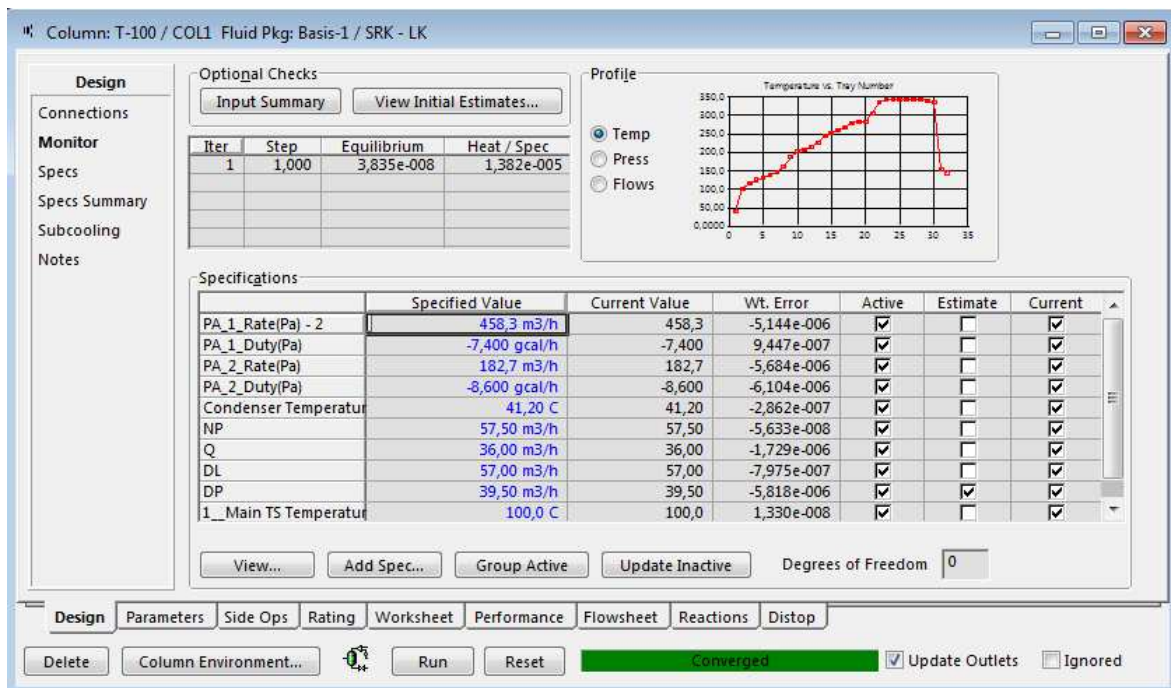 Column: T-100 / COL1 Fluid Pkg: Basis-1 / SRK - LK
Design
Connections
Monitor
Specs
Specs Summary
Subcooling
Notes
Optional Checks
Input Summary View Initial Estimates...
Iter Step Equilibrium Heat / Spec
1 1,000 3,835e-008 1,382e-005
Profile
Temp
Press
Flows
Temperature vs. Tray Number
350,0
300,0
250,0
200,0
150,0
100,0
50,00
0,0000
0 5 10 15 20 25 30 35
Specifications
Specified Value Current Value Wt. Error Active Estimate Current
PA_1_Rate(Pa) - 2 458,3 m3/h 458,3 -5,144e-006
PA_1_Duty(Pa) -7,400 gcal/h -7,400 9,447e-007
PA_2_Rate(Pa) 182,7 m3/h 182,7 -5,684e-006
PA_2_Duty(Pa) -8,600 gcal/h -8,600 -6,104e-006
Condenser Temperatur 41,20 C 41,20 -2,862e-007
NP 57,50 m3/h 57,50 -5,633e-008
Q 36,00 m3/h 36,00 -1,729e-006
DL 57,00 m3/h 57,00 -7,975e-007
DP 39,50 m3/h 39,50 -5,818e-006
1__Main TS Temperatur 100,0 C 100,0 1,330e-008
View... Add Spec... Group Active Update Inactive Degrees of Freedom 0
Design Parameters Side Ops Rating Worksheet Performance Flowsheet Reactions Distop
Delete Column Environment... Run Reset Converged Update Outlets Ignored